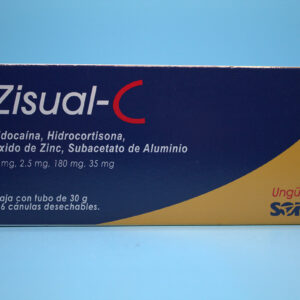 Zisual-C
idocaína, Hidrocortisona,
xido de Zinc, Subacetato de Aluminio
mg, 2.5 mg, 180 mg, 35 mg
aja con tubo de 30 g
6 cánulas desechables.
Ungü